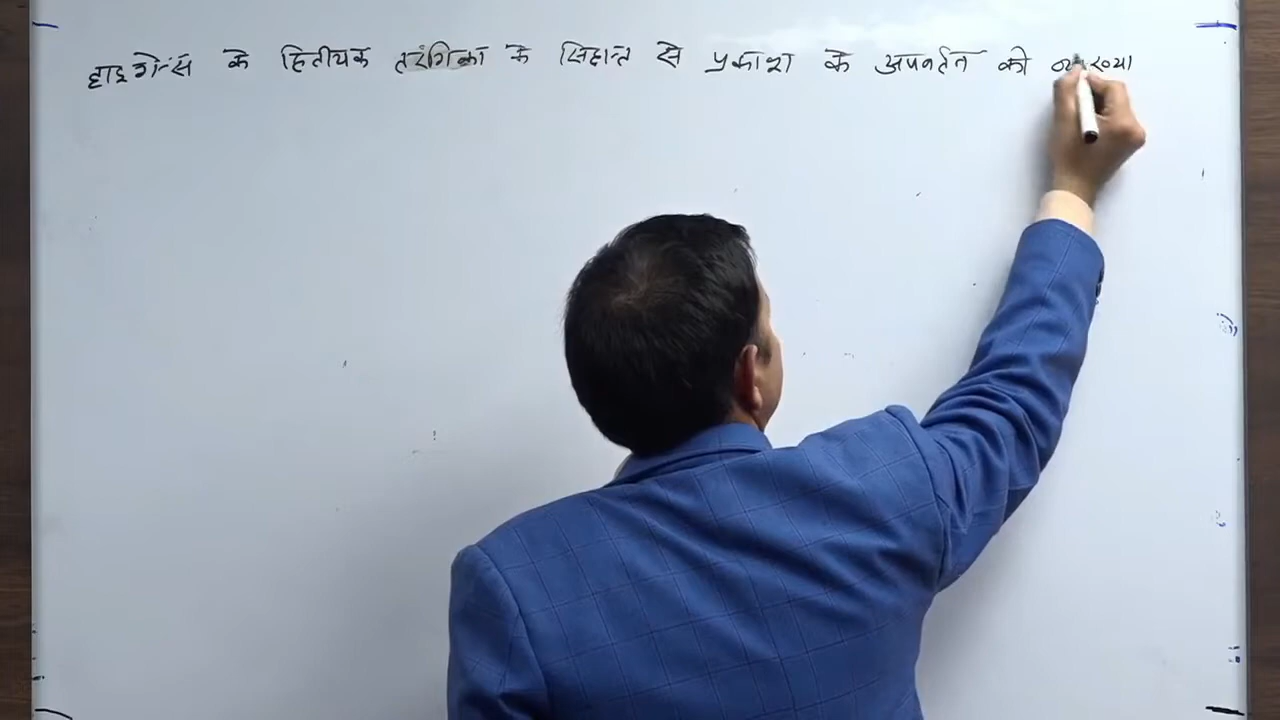 हाइगेन्स के द्वितीयक तरंगिका के सिद्धान्त से प्रकाश के अपवर्तन की व्याख्या